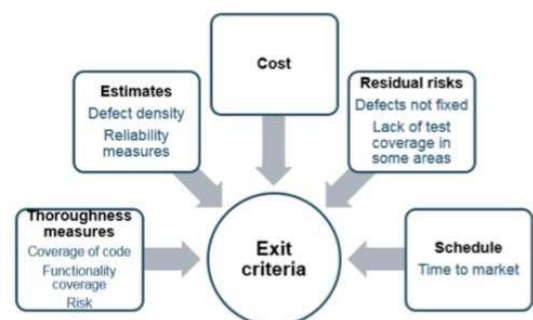 Cost
Estimates
Defect density
Reliability
measures
Residual risks
Defects not fixed
Lack of test
coverage in
some areas
Thoroughness
measures
Coverage of code
Functionality
coverage
Risk
Exit
criteria
Schedule
Time to market